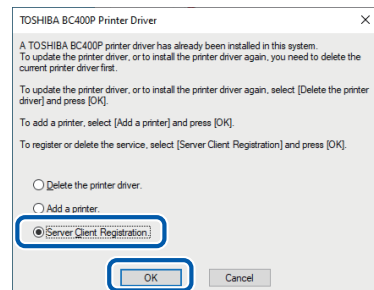 TOSHIBA BC400P Printer Driver
A TOSHIBA BC400P printer driver has already been installed in this system.
To update the printer driver, or to install the printer driver again, you need to delete the
current printer driver first.
To update the printer driver, or to install the printer driver again, select [Delete the printer
driver] and press [OK].
To add a printer, select [Add a printer] and press [OK].
To register or delete the service, select [Server Client Registration] and press [OK].
Delete the printer driver.
Add a printer.
Server Client Registration.
OK Cancel